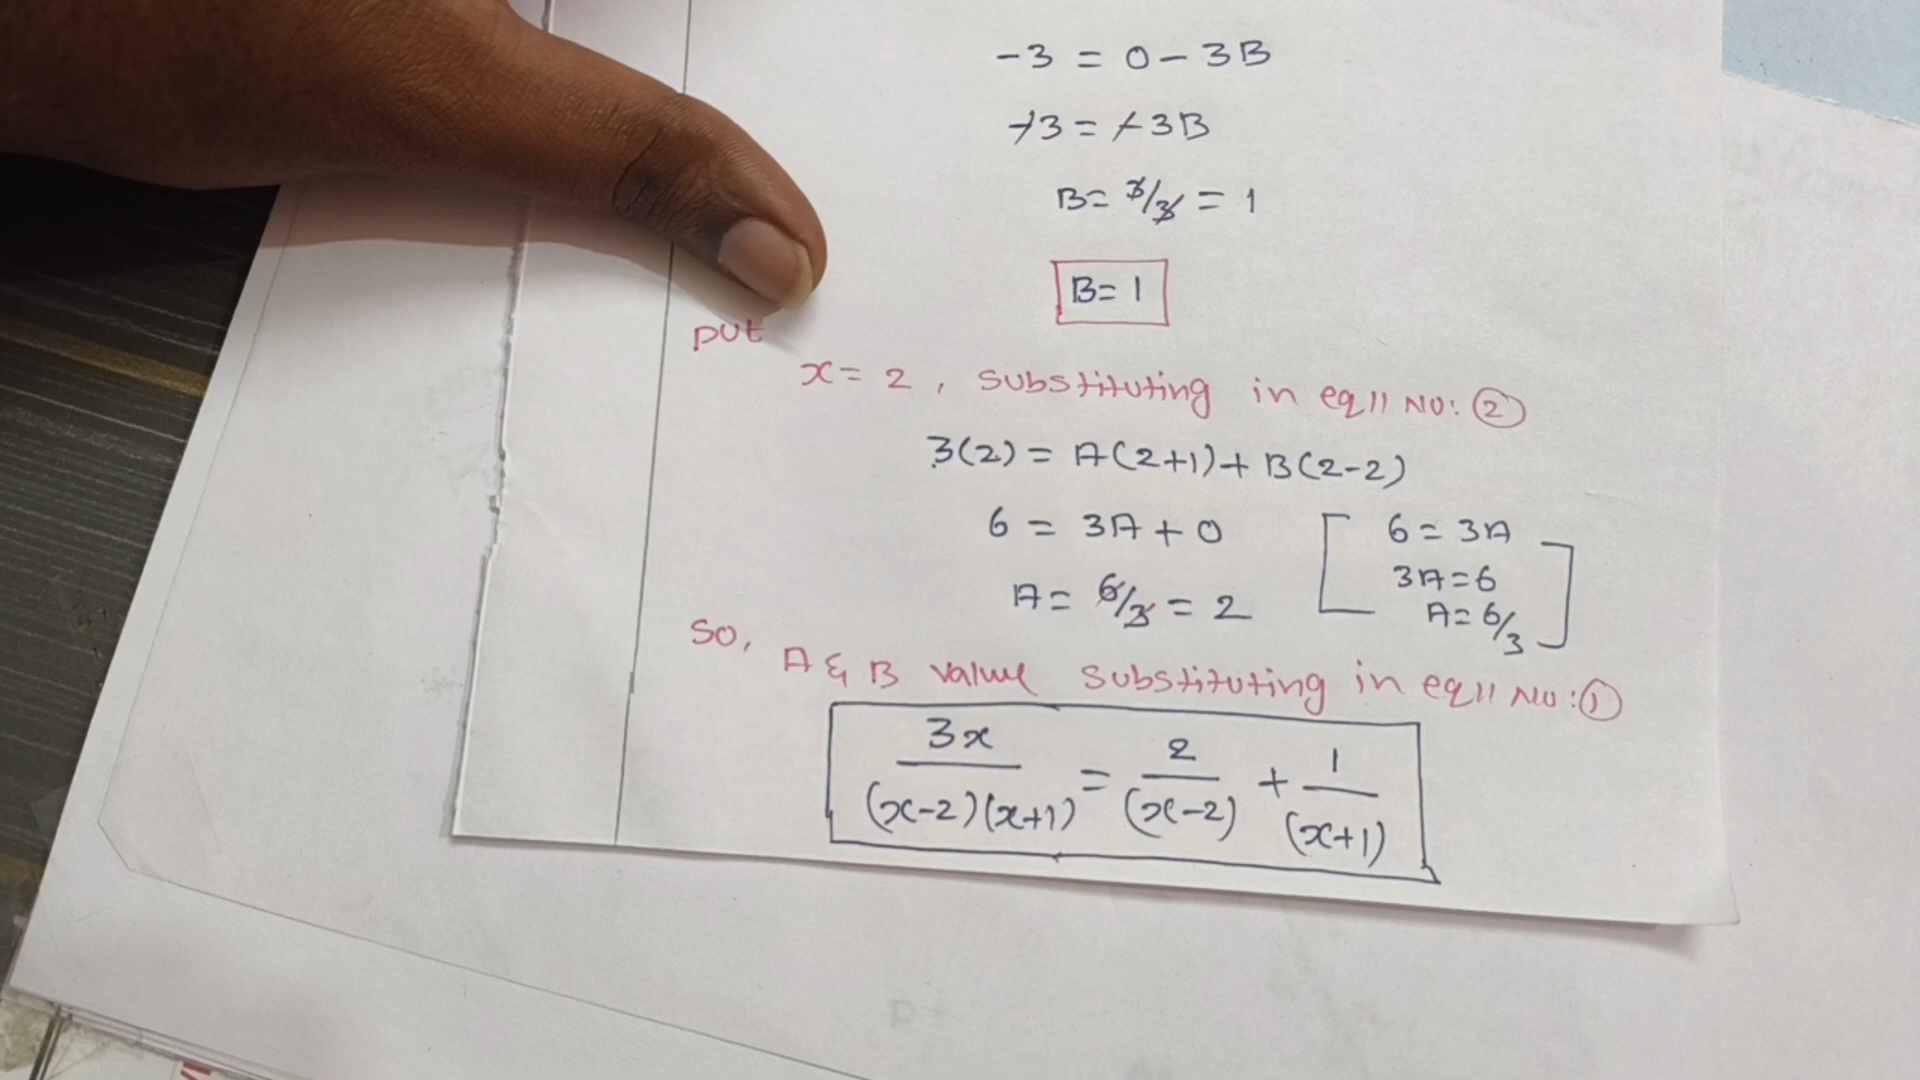 -3 = 0 - 3B
-3 = -3B
B = 3/3 = 1
B = 1
put
x = 2, substituting in eqll NO: ②
3(2) = A(2+1) + B(2-2)
6 = 3A + 0 [ 6 = 3A
3A = 6
A = 6/3 = 2 A = 6/3 ]
So,
A & B value substituting in eqll NO: ①
3x/(x-2)(x+1) = 2/(x-2) + 1/(x+1)